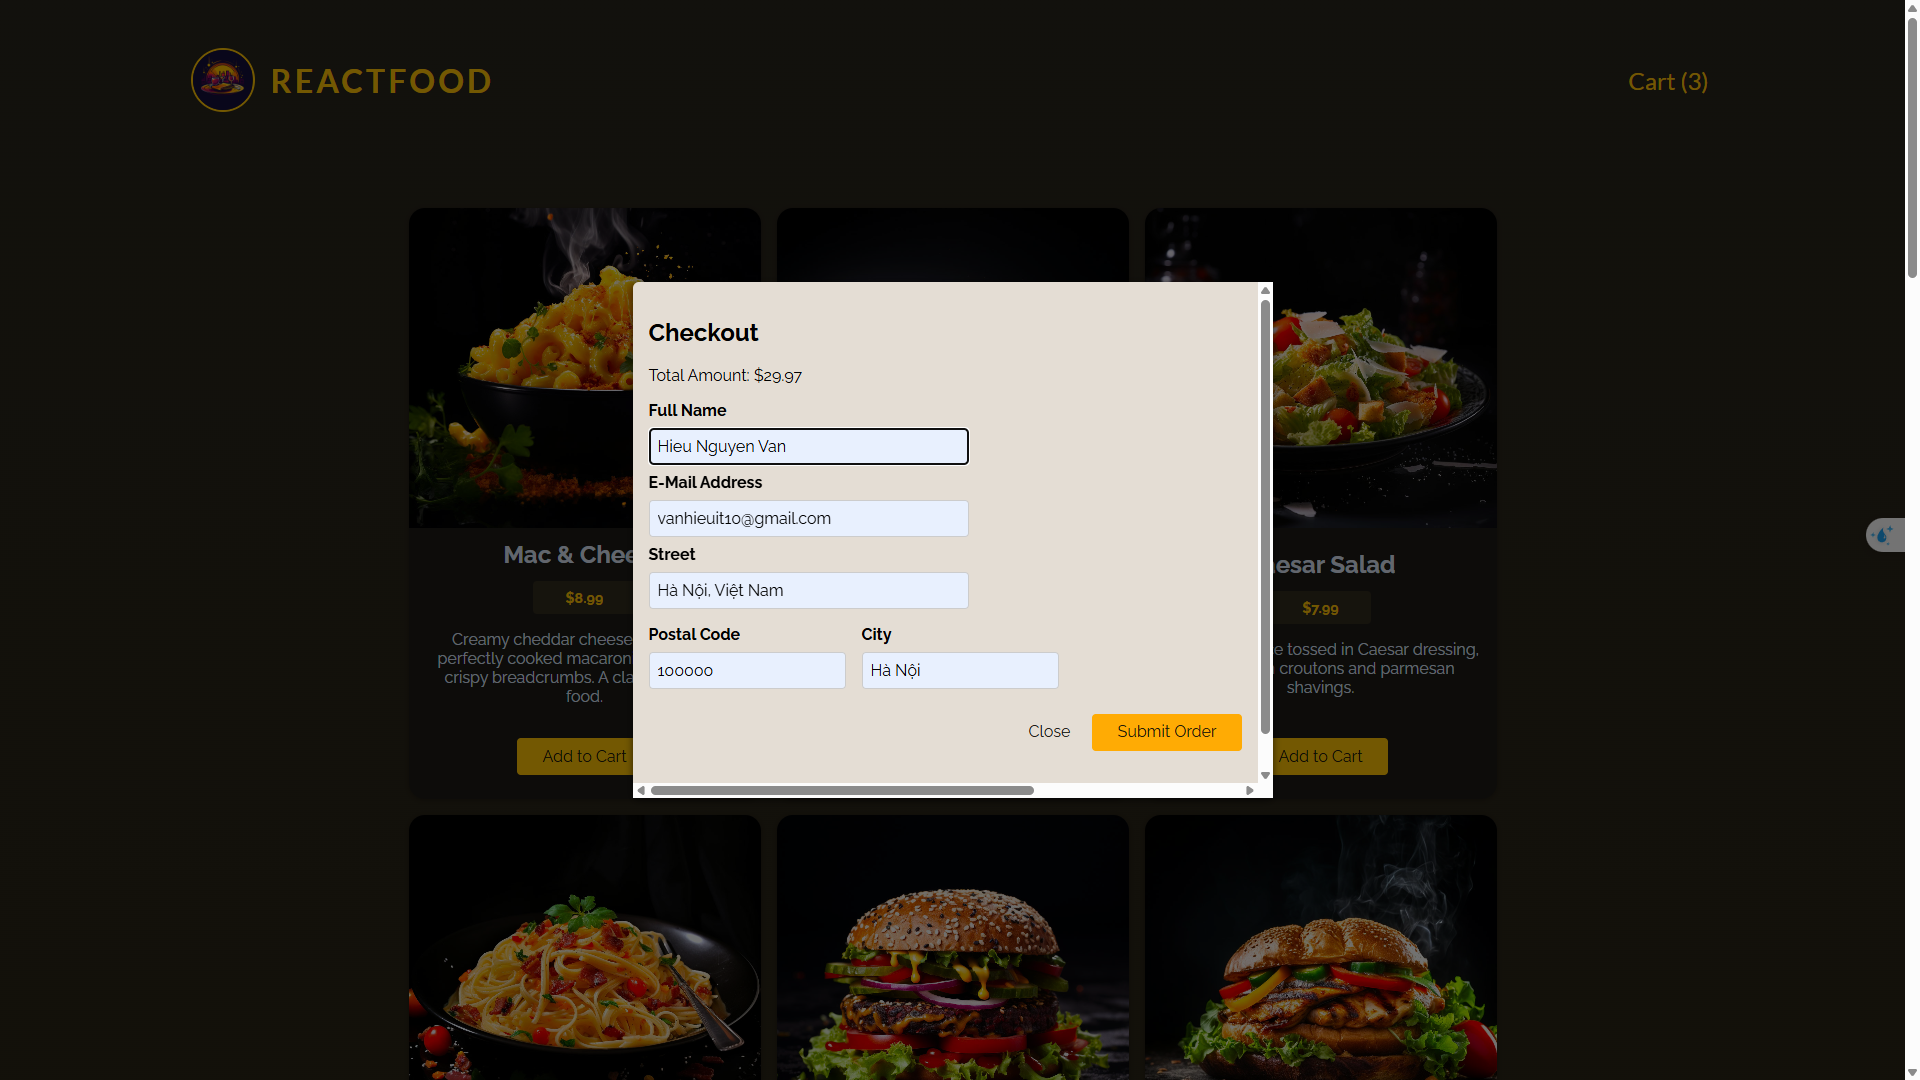 REACTFOOD
Cart (3)
Checkout
Total Amount: $29.97
Full Name
Hieu Nguyen Van
E-Mail Address
vanhieuit10@gmail.com
Street
Hà Nội, Việt Nam
Postal Code
City
100000
Hà Nội
Close
Submit Order
Mac & Chee
$8.99
Creamy cheddar cheese
perfectly cooked macaron
crispy breadcrumbs. A cla
food.
Add to Cart
esar Salad
$7.99
e tossed in Caesar dressing,
croutons and parmesan
shavings.
Add to Cart